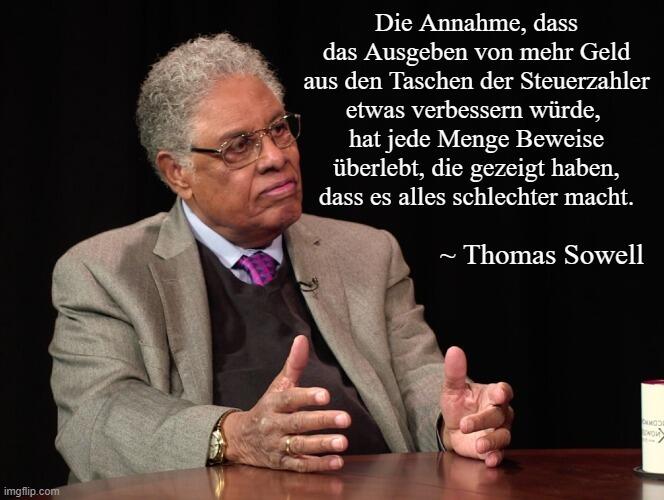 Die Annahme, dass
das Ausgeben von mehr Geld
aus den Taschen der Steuerzahler
etwas verbessern würde,
hat jede Menge Beweise
überlebt, die gezeigt haben,
dass es alles schlechter macht.
~ Thomas Sowell
imgflip.com